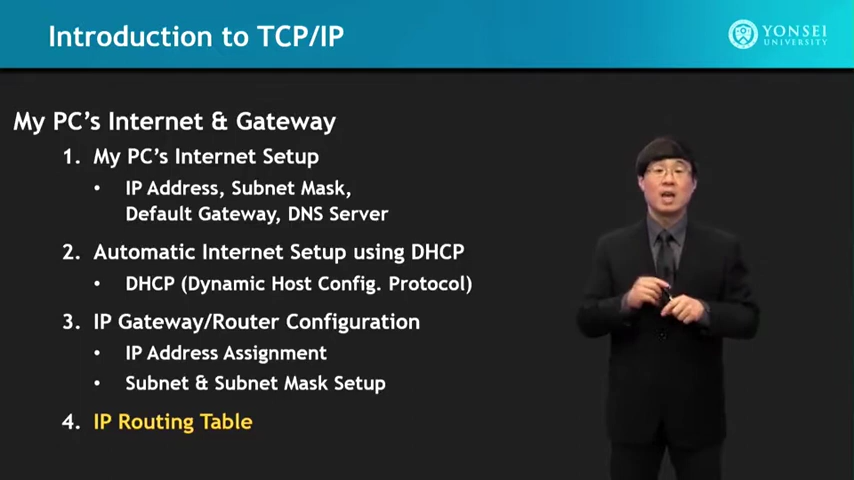 Introduction to TCP/IP
YONSEI
UNIVERSITY
My PC's Internet & Gateway
1. My PC's Internet Setup
• IP Address, Subnet Mask,
Default Gateway, DNS Server
2. Automatic Internet Setup using DHCP
• DHCP (Dynamic Host Config. Protocol)
3. IP Gateway/Router Configuration
• IP Address Assignment
• Subnet & Subnet Mask Setup
4. IP Routing Table